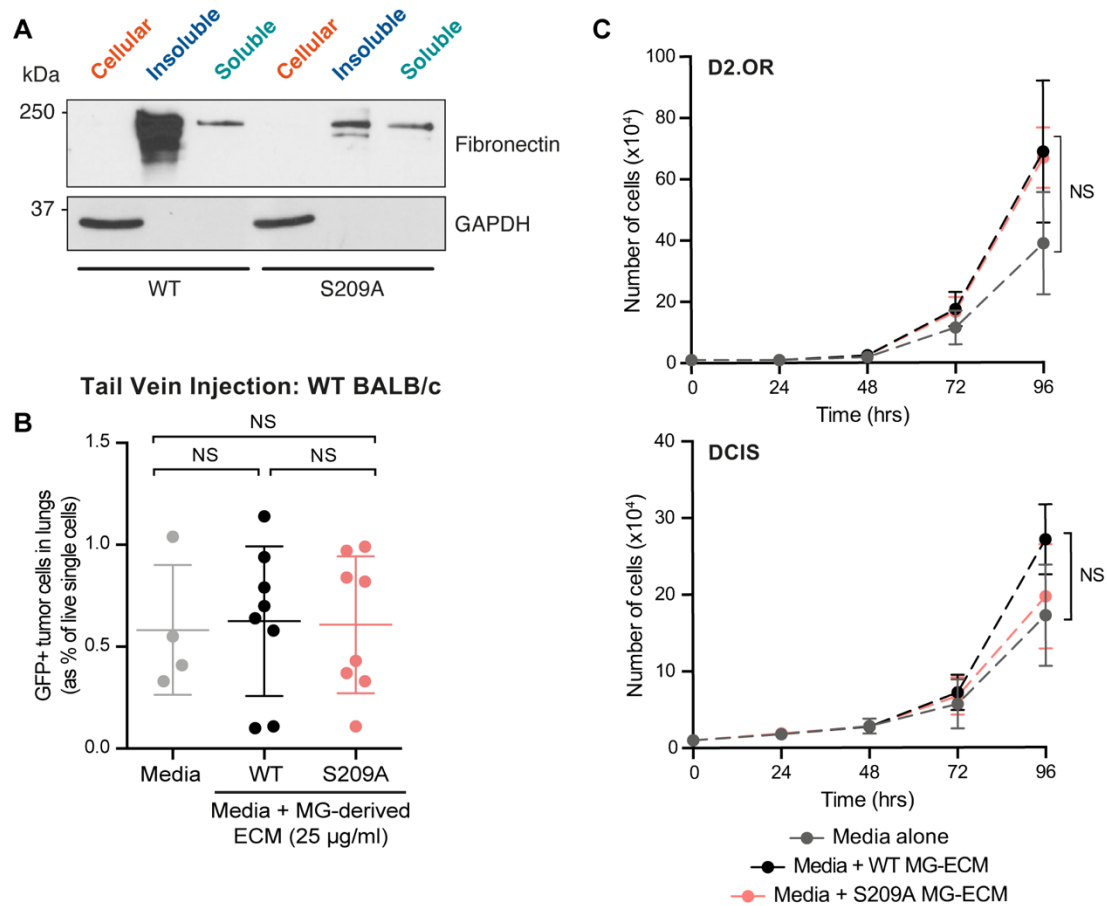 A
Cellular
Insoluble
Soluble
Cellular
Insoluble
Soluble
kDa
250
Fibronectin
37
GAPDH
WT
S209A
Tail Vein Injection: WT BALB/c
B
NS
NS
NS
1.5
1.0
0.5
0.0
GFP+ tumor cells in lungs
(as % of live single cells)
Media
WT
S209A
Media + MG-derived
ECM (25 µg/ml)
C
D2.OR
100
80
60
40
20
0
Number of cells (x10⁴)
NS
0
24
48
72
96
Time (hrs)
DCIS
40
30
20
10
0
Number of cells (x10⁴)
NS
0
24
48
72
96
Time (hrs)
Media alone
Media + WT MG-ECM
Media + S209A MG-ECM